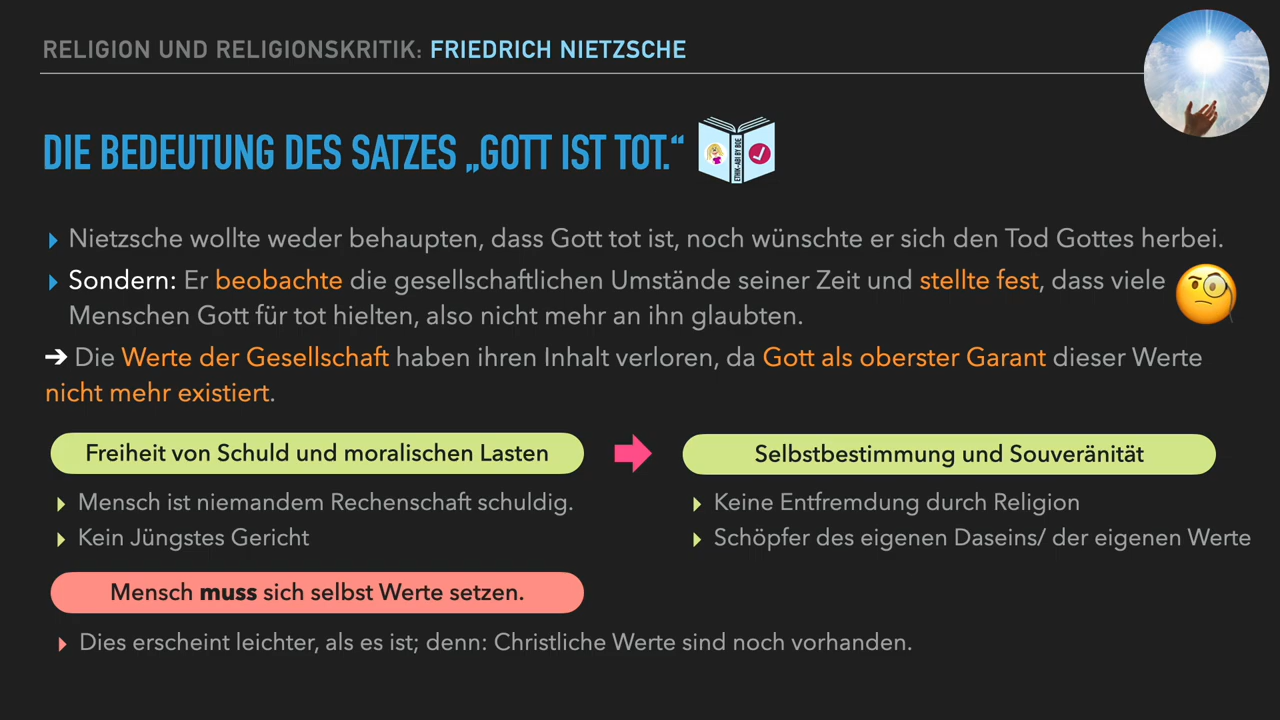 RELIGION UND RELIGIONSKRITIK: FRIEDRICH NIETZSCHE
DIE BEDEUTUNG DES SATZES „GOTT IST TOT.“
ETHIK-ABI BY BOE
Nietzsche wollte weder behaupten, dass Gott tot ist, noch wünschte er sich den Tod Gottes herbei.
Sondern: Er beobachte die gesellschaftlichen Umstände seiner Zeit und stellte fest, dass viele
Menschen Gott für tot hielten, also nicht mehr an ihn glaubten.
➔ Die Werte der Gesellschaft haben ihren Inhalt verloren, da Gott als oberster Garant dieser Werte
nicht mehr existiert.
Freiheit von Schuld und moralischen Lasten
Mensch ist niemandem Rechenschaft schuldig.
Kein Jüngstes Gericht
Selbstbestimmung und Souveränität
Keine Entfremdung durch Religion
Schöpfer des eigenen Daseins/ der eigenen Werte
Mensch muss sich selbst Werte setzen.
Dies erscheint leichter, als es ist; denn: Christliche Werte sind noch vorhanden.